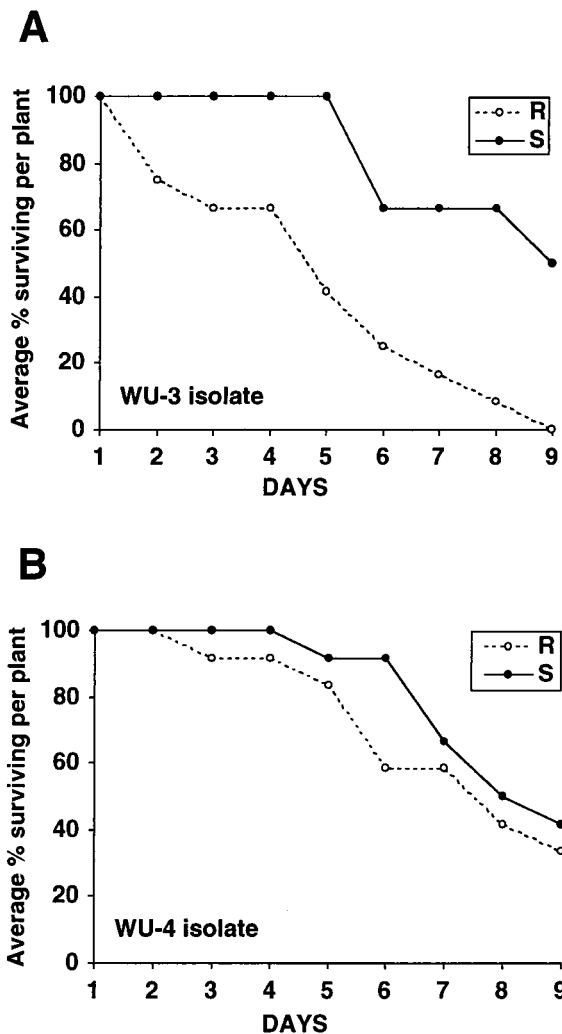 A
Average % surviving per plant
100
80
60
40
20
0
R
S
WU-3 isolate
1 2 3 4 5 6 7 8 9
DAYS
B
Average % surviving per plant
100
80
60
40
20
0
R
S
WU-4 isolate
1 2 3 4 5 6 7 8 9
DAYS